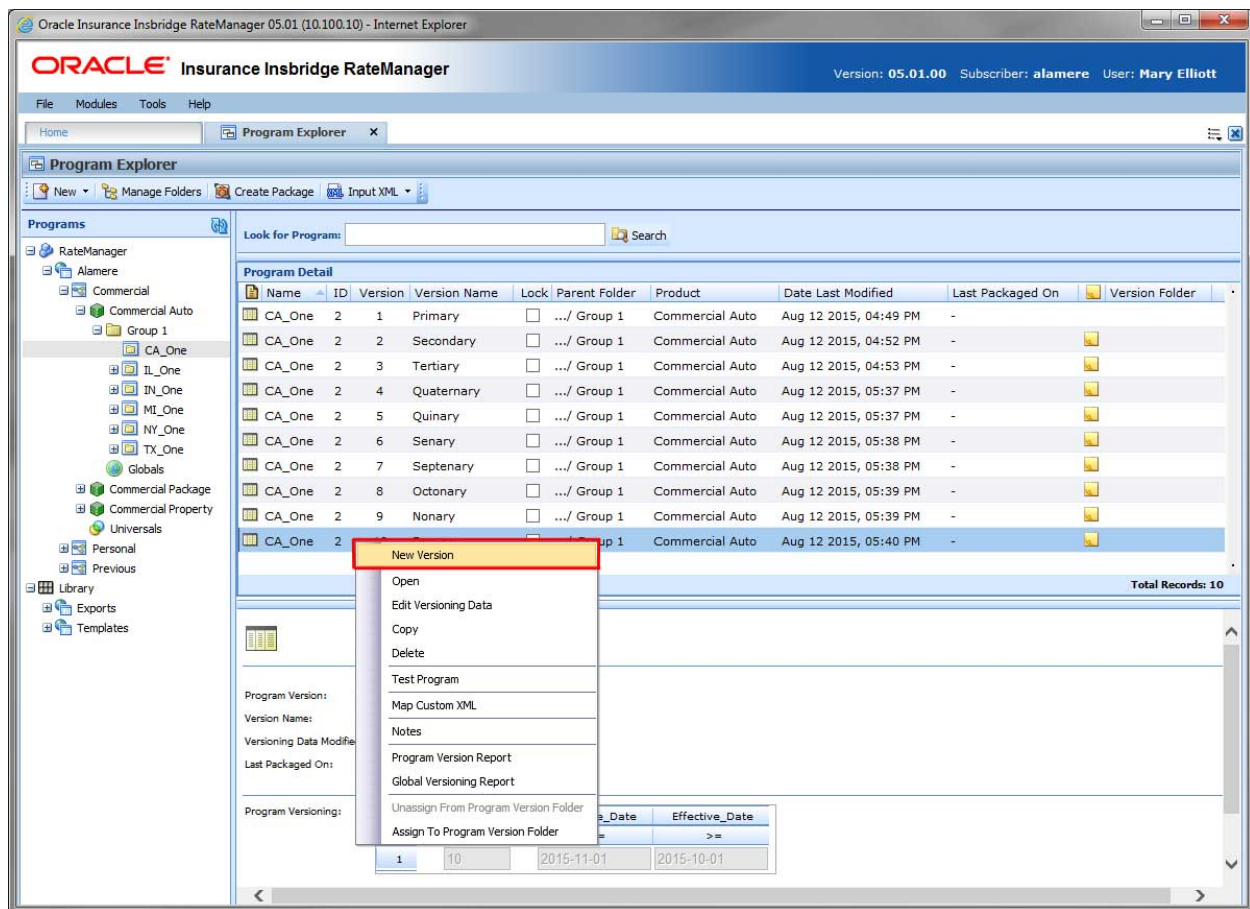 Oracle Insurance Insbridge RateManager 05.01 (10.100.10) - Internet Explorer
ORACLE Insurance Insbridge RateManager
Version: 05.01.00 Subscriber: alamere User: Mary Elliott
File Modules Tools Help
Home Program Explorer
Program Explorer
New Manage Folders Create Package Input XML
Programs
RateManager
Alamere
Commercial
Commercial Auto
Group 1
CA_One
IL_One
IN_One
MI_One
NY_One
TX_One
Globals
Commercial Package
Commercial Property
Universals
Personal
Previous
Library
Exports
Templates
Look for Program: Search
Program Detail
Name ID Version Version Name Lock Parent Folder Product Date Last Modified Last Packaged On Version Folder
CA_One 2 1 Primary .../ Group 1 Commercial Auto Aug 12 2015, 04:49 PM -
CA_One 2 2 Secondary .../ Group 1 Commercial Auto Aug 12 2015, 04:52 PM -
CA_One 2 3 Tertiary .../ Group 1 Commercial Auto Aug 12 2015, 04:53 PM -
CA_One 2 4 Quaternary .../ Group 1 Commercial Auto Aug 12 2015, 05:37 PM -
CA_One 2 5 Quinary .../ Group 1 Commercial Auto Aug 12 2015, 05:37 PM -
CA_One 2 6 Senary .../ Group 1 Commercial Auto Aug 12 2015, 05:38 PM -
CA_One 2 7 Septenary .../ Group 1 Commercial Auto Aug 12 2015, 05:38 PM -
CA_One 2 8 Octonary .../ Group 1 Commercial Auto Aug 12 2015, 05:39 PM -
CA_One 2 9 Nonary .../ Group 1 Commercial Auto Aug 12 2015, 05:39 PM -
CA_One 2 up 1 Commercial Auto Aug 12 2015, 05:40 PM -
Total Records: 10
New Version
Open
Edit Versioning Data
Copy
Delete
Test Program
Map Custom XML
Notes
Program Version Report
Global Versioning Report
Unassign From Program Version Folder
Assign To Program Version Folder
Program Version:
Version Name:
Versioning Data Modifie
Last Packaged On:
Program Versioning:
e_Date Effective_Date
= >=
1 10 2015-11-01 2015-10-01